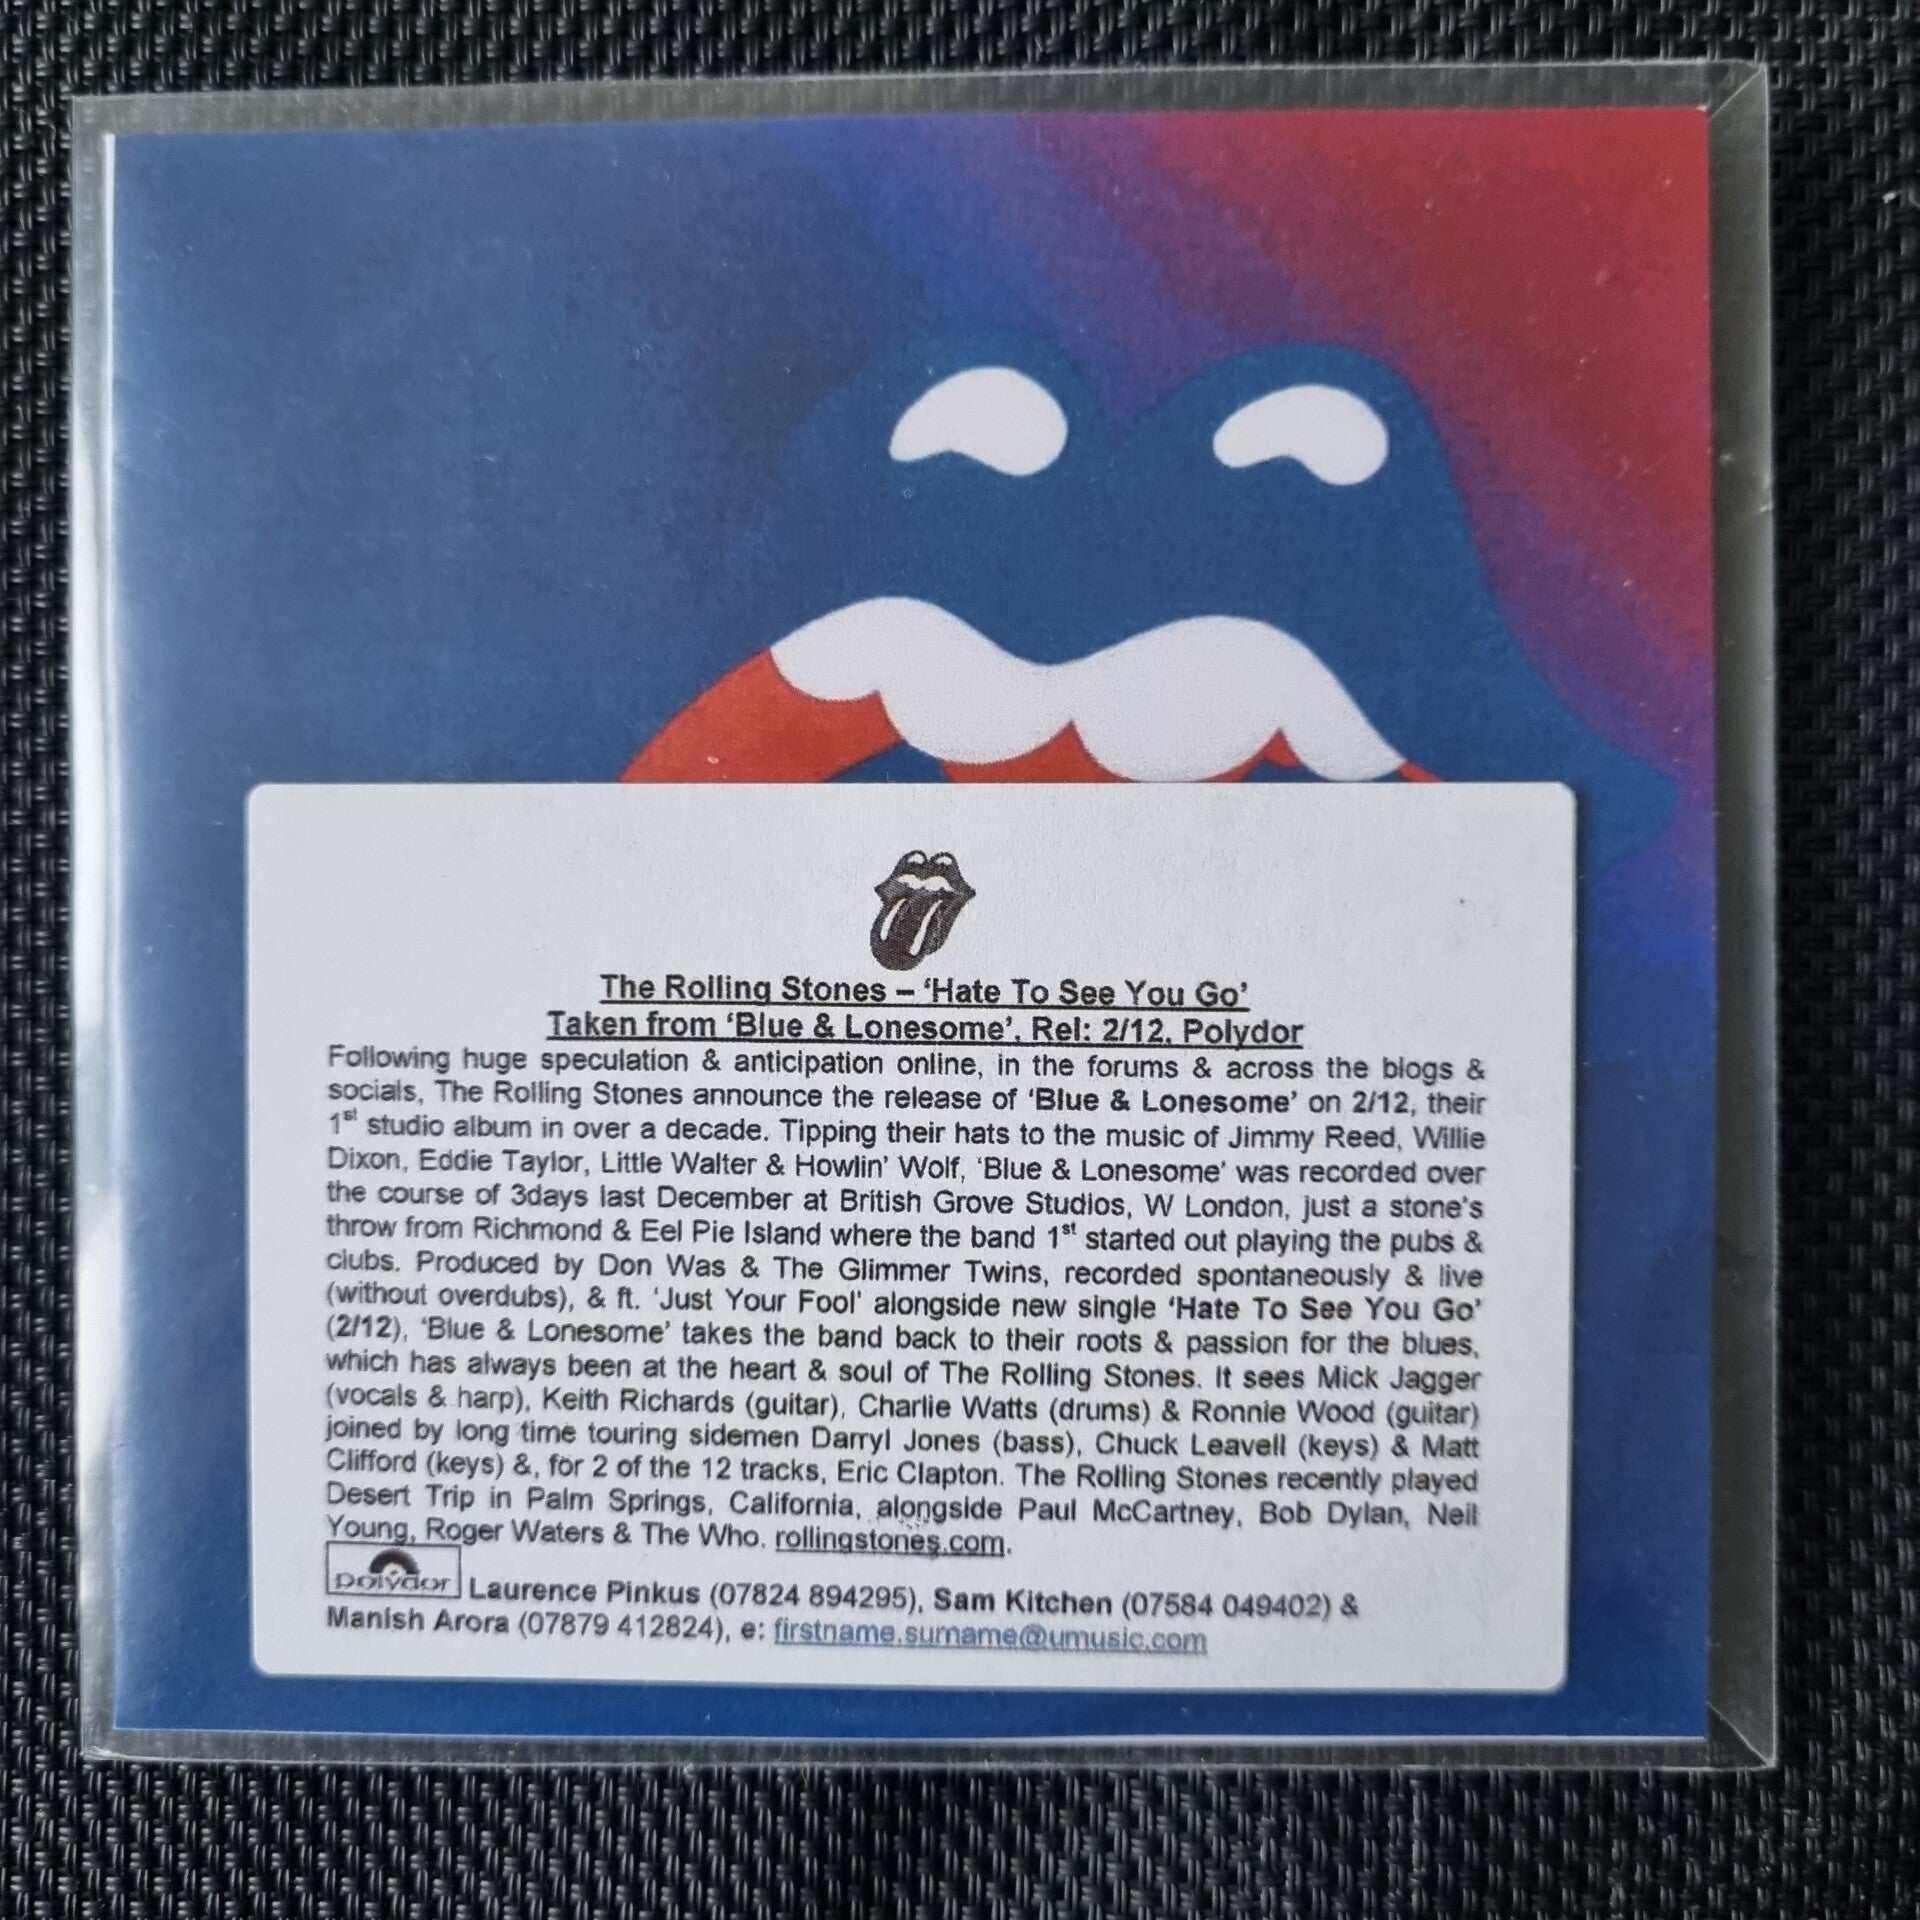 The Rolling Stones – ‘Hate To See You Go’
Taken from ‘Blue & Lonesome’. Rel: 2/12. Polydor
Following huge speculation & anticipation online, in the forums & across the blogs &
socials, The Rolling Stones announce the release of ‘Blue & Lonesome’ on 2/12, their
1st studio album in over a decade. Tipping their hats to the music of Jimmy Reed, Willie
Dixon, Eddie Taylor, Little Walter & Howlin’ Wolf, ‘Blue & Lonesome’ was recorded over
the course of 3days last December at British Grove Studios, W London, just a stone’s
throw from Richmond & Eel Pie Island where the band 1st started out playing the pubs &
clubs. Produced by Don Was & The Glimmer Twins, recorded spontaneously & live
(without overdubs), & ft. ‘Just Your Fool’ alongside new single ‘Hate To See You Go’
(2/12), ‘Blue & Lonesome’ takes the band back to their roots & passion for the blues,
which has always been at the heart & soul of The Rolling Stones. It sees Mick Jagger
(vocals & harp), Keith Richards (guitar), Charlie Watts (drums) & Ronnie Wood (guitar)
joined by long time touring sidemen Darryl Jones (bass), Chuck Leavell (keys) & Matt
Clifford (keys) &, for 2 of the 12 tracks, Eric Clapton. The Rolling Stones recently played
Desert Trip in Palm Springs, California, alongside Paul McCartney, Bob Dylan, Neil
Young, Roger Waters & The Who. rollingstones.com.
polydor Laurence Pinkus (07824 894295), Sam Kitchen (07584 049402) &
Manish Arora (07879 412824), e: firstname.surname@umusic.com